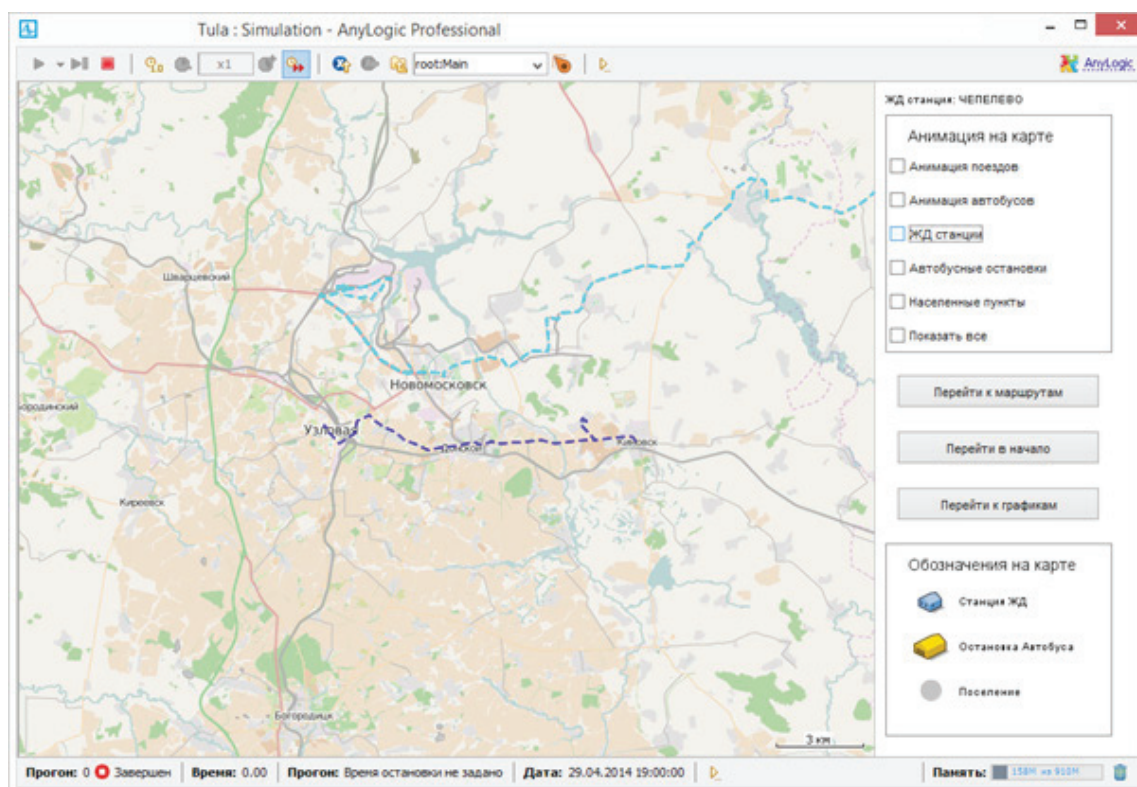 Tula : Simulation - AnyLogic Professional
x1
root:Main
AnyLogic
ЖД станция: ЧЕПЕЛЕВО
Анимация на карте
Анимация поездов
Анимация автобусов
ЖД станции
Автобусные остановки
Населенные пункты
Показать все
Перейти к маршрутам
Перейти в начало
Перейти к графикам
Обозначения на карте
Станция ЖД
Остановка Автобуса
Поселение
Шварцевский
Новомосковск
Узловая
Донской
Кимовск
Киреевск
Богородицк
3 км
Прогон: 0 Завершен Время: 0.00 Прогон: Время остановки не задано Дата: 29.04.2014 19:00:00 Память: 158M из 910M